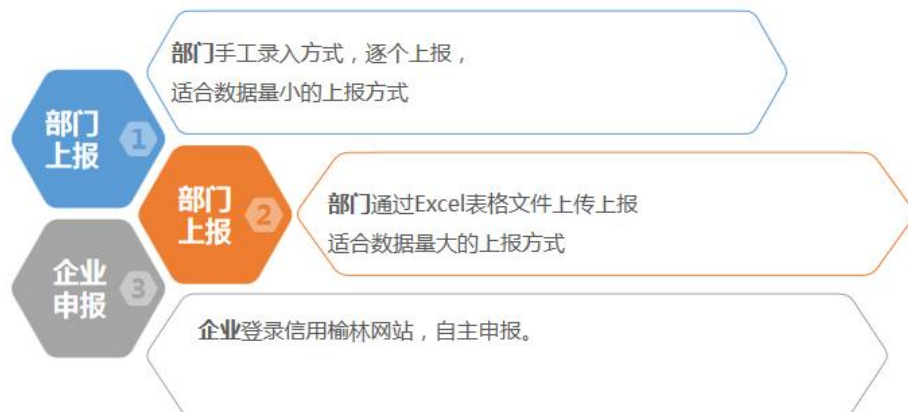 部门手工录入方式，逐个上报，
适合数据量小的上报方式
部门
上报
1
部门
上报
2
部门通过Excel表格文件上传上报
适合数据量大的上报方式
企业
申报
3
企业登录信用榆林网站，自主申报。